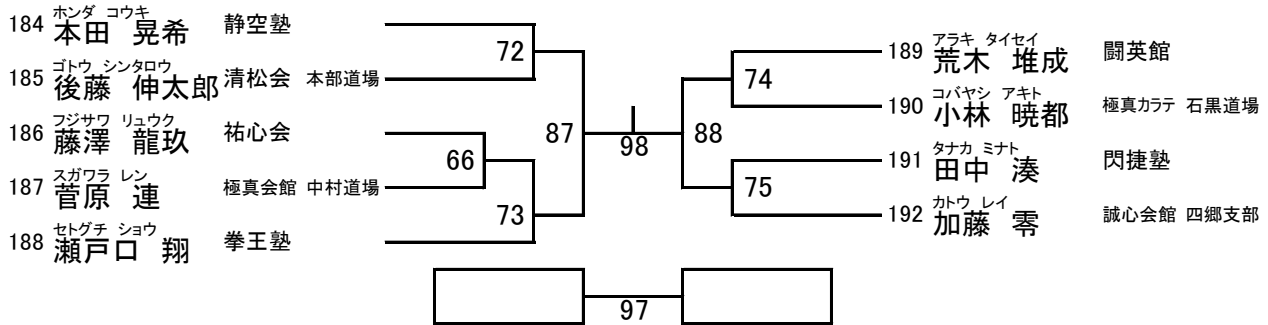 ホンダ コウキ
184 本田 晃希 静空塾
72
ゴトウ シンタロウ
185 後藤 伸太郎 清松会 本部道場
フジサワ リュウク
186 藤澤 龍玖 祐心会
66
スガワラ レン
187 菅原 連 極真会館 中村道場
73
セトグチ ショウ
188 瀬戸口 翔 拳王塾
87
98
88
アラキ タイセイ
189 荒木 堆成 闘英館
74
コバヤシ アキト
190 小林 暁都 極真カラテ 石黒道場
タナカ ミナト
191 田中 湊 閃捷塾
75
カトウ レイ
192 加藤 零 誠心会館 四郷支部
97